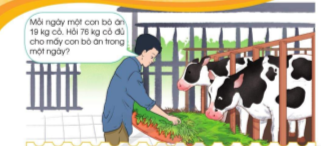 Mỗi ngày một con bò ăn
19 kg cỏ. Hỏi 76 kg cỏ đủ
cho mấy con bò ăn trong
một ngày?